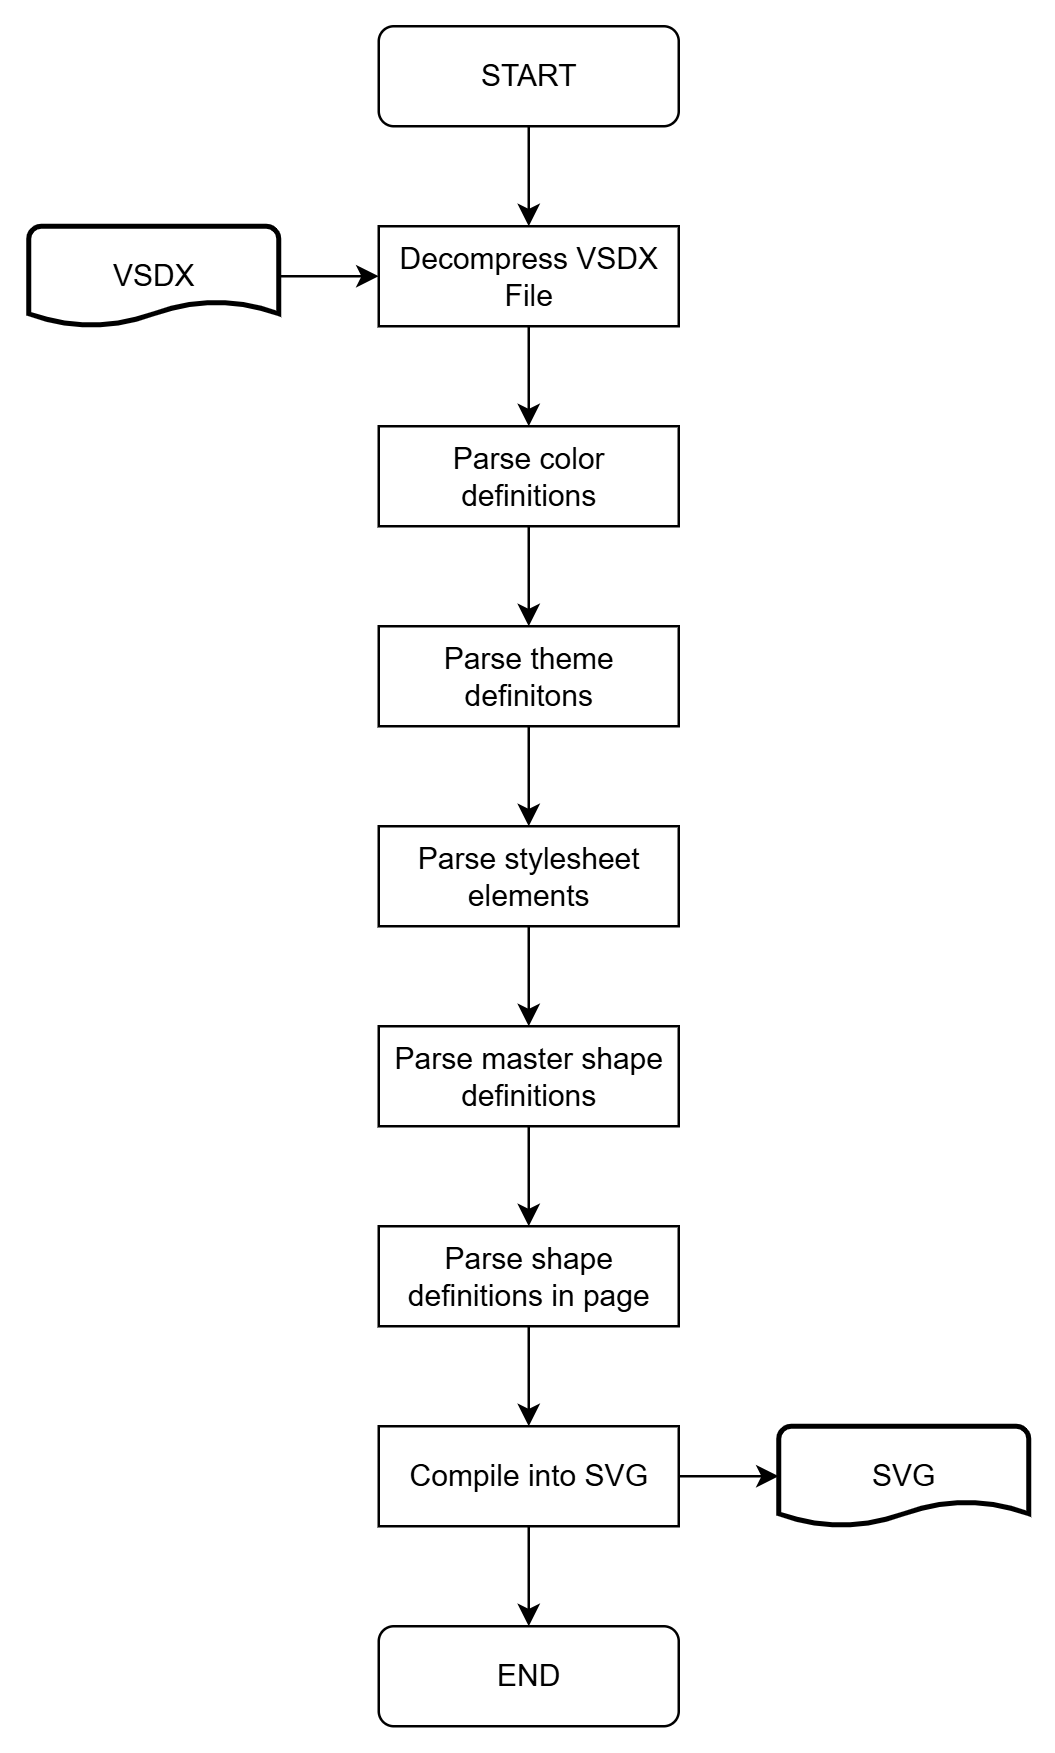 START
VSDX
Decompress VSDX
File
Parse color
definitions
Parse theme
definitons
Parse stylesheet
elements
Parse master shape
definitions
Parse shape
definitions in page
Compile into SVG
SVG
END